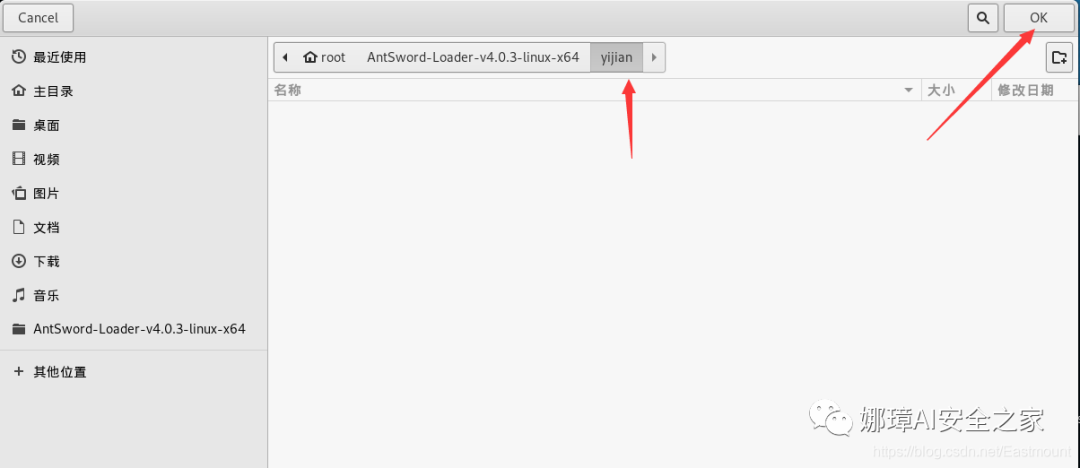 Cancel
OK
最近使用
root AntSword-Loader-v4.0.3-linux-x64 yijian
主目录
名称 大小 修改日期
桌面
视频
图片
文档
下载
音乐
AntSword-Loader-v4.0.3-linux-x64
其他位置
娜璋AI安全之家
https://blog.csdn.net/Eastmount